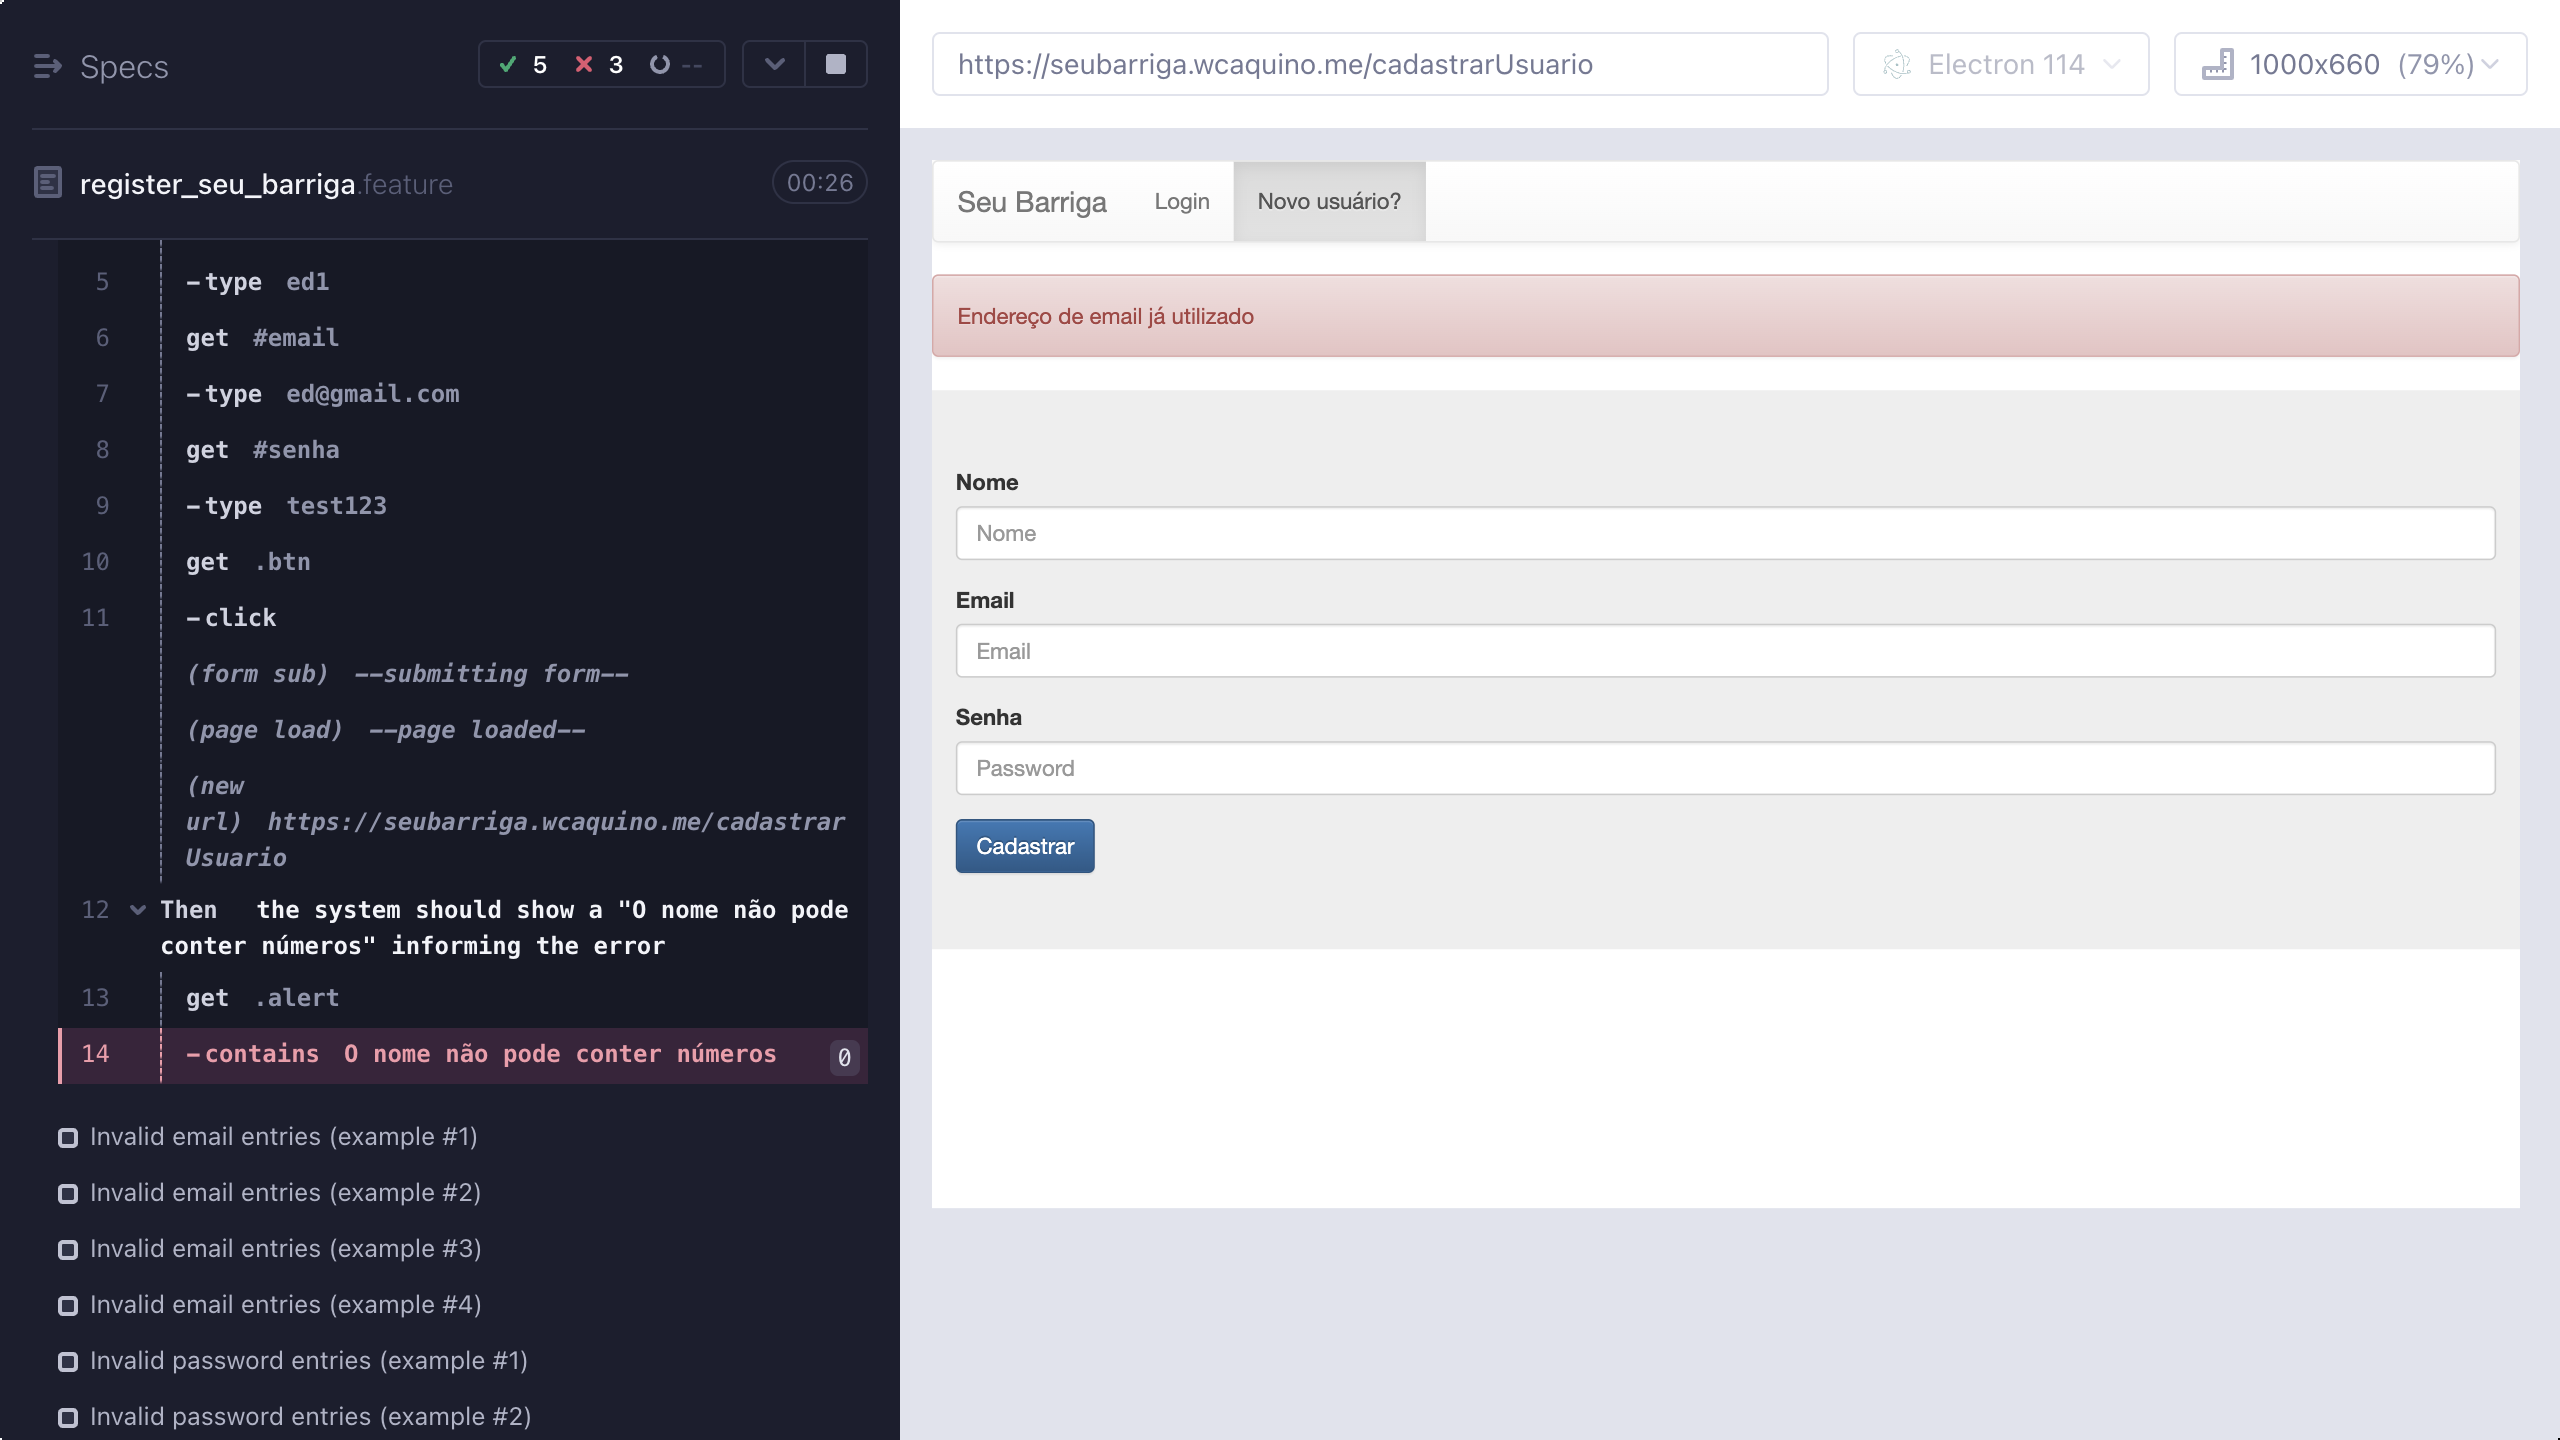 Specs
5 3 --
register_seu_barriga.feature 00:26
5 -type ed1
6 get #email
7 -type ed@gmail.com
8 get #senha
9 -type test123
10 get .btn
11 -click
(form sub) --submitting form--
(page load) --page loaded--
(new
url) https://seubarriga.wcaquino.me/cadastrar
Usuario
12 Then the system should show a "O nome não pode
conter números" informing the error
13 get .alert
14 -contains O nome não pode conter números 0
Invalid email entries (example #1)
Invalid email entries (example #2)
Invalid email entries (example #3)
Invalid email entries (example #4)
Invalid password entries (example #1)
Invalid password entries (example #2)
https://seubarriga.wcaquino.me/cadastrarUsuario Electron 114 1000x660 (79%)
Seu Barriga Login Novo usuário?
Endereço de email já utilizado
Nome
Nome
Email
Email
Senha
Password
Cadastrar